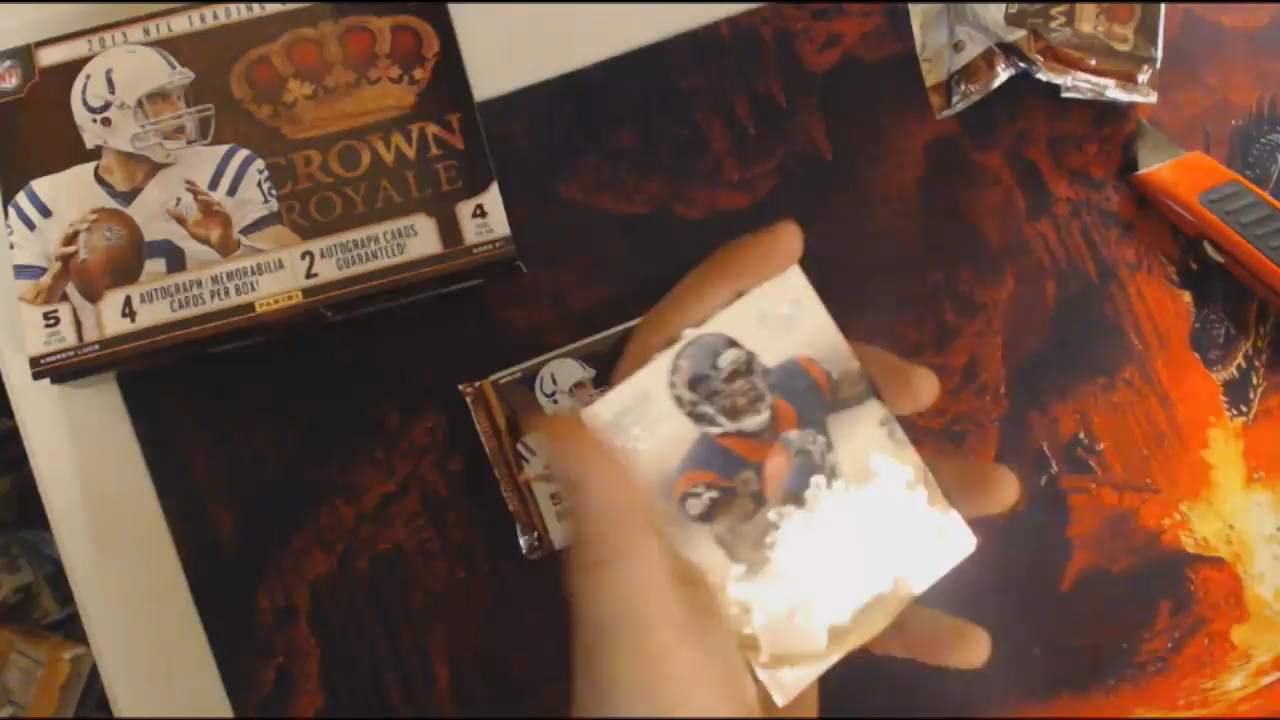 2013 NFL TRADING
NFL
CROWN
ROYALE
4 AUTOGRAPH/MEMORABILIA
CARDS PER BOX!
2 AUTOGRAPH CARDS
GUARANTEED!
4
5
PANINI
ANDREW LUCK
12